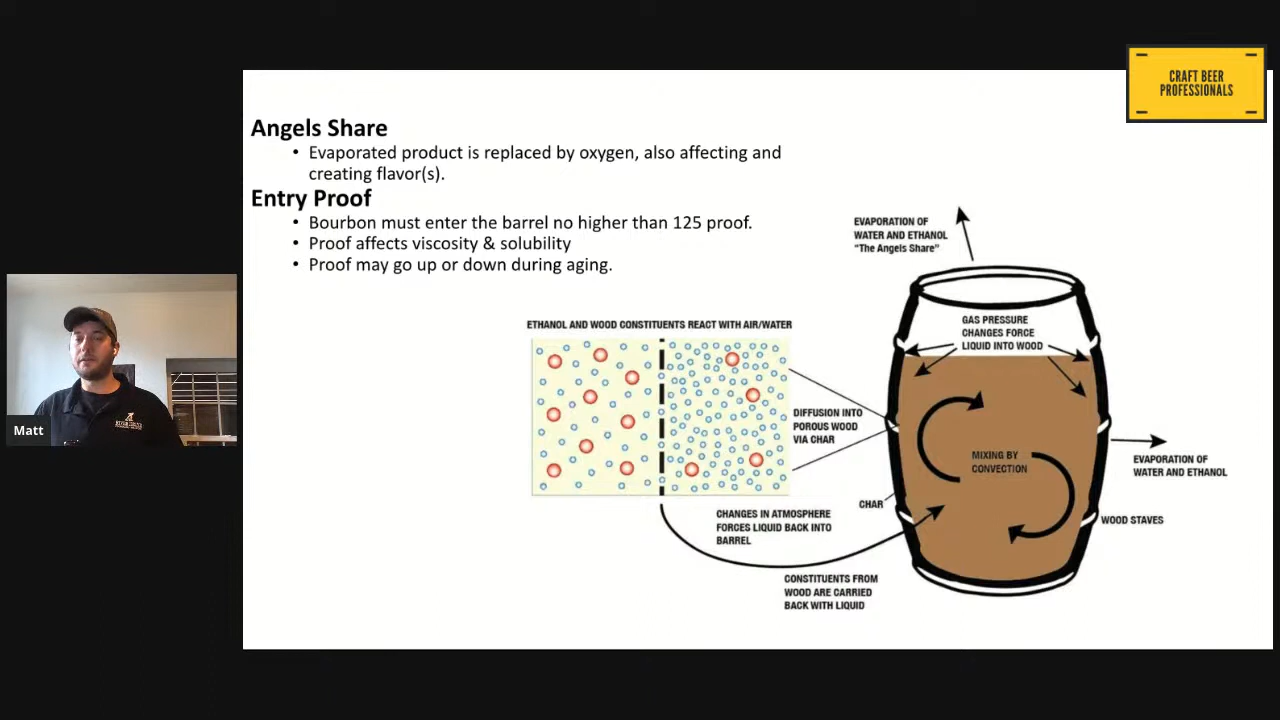 CRAFT BEER
PROFESSIONALS
Angels Share
• Evaporated product is replaced by oxygen, also affecting and
creating flavor(s).
Entry Proof
• Bourbon must enter the barrel no higher than 125 proof.
• Proof affects viscosity & solubility
• Proof may go up or down during aging.
EVAPORATION OF
WATER AND ETHANOL
"The Angels Share"
GAS PRESSURE
CHANGES FORCE
LIQUID INTO WOOD
ETHANOL AND WOOD CONSTITUENTS REACT WITH AIR/WATER
DIFFUSION INTO
POROUS WOOD
VIA CHAR
MIXING BY
CONVECTION
EVAPORATION OF
WATER AND ETHANOL
CHAR
CHANGES IN ATMOSPHERE
FORCES LIQUID BACK INTO
BARREL
WOOD STAVES
CONSTITUENTS FROM
WOOD ARE CARRIED
BACK WITH LIQUID
Matt